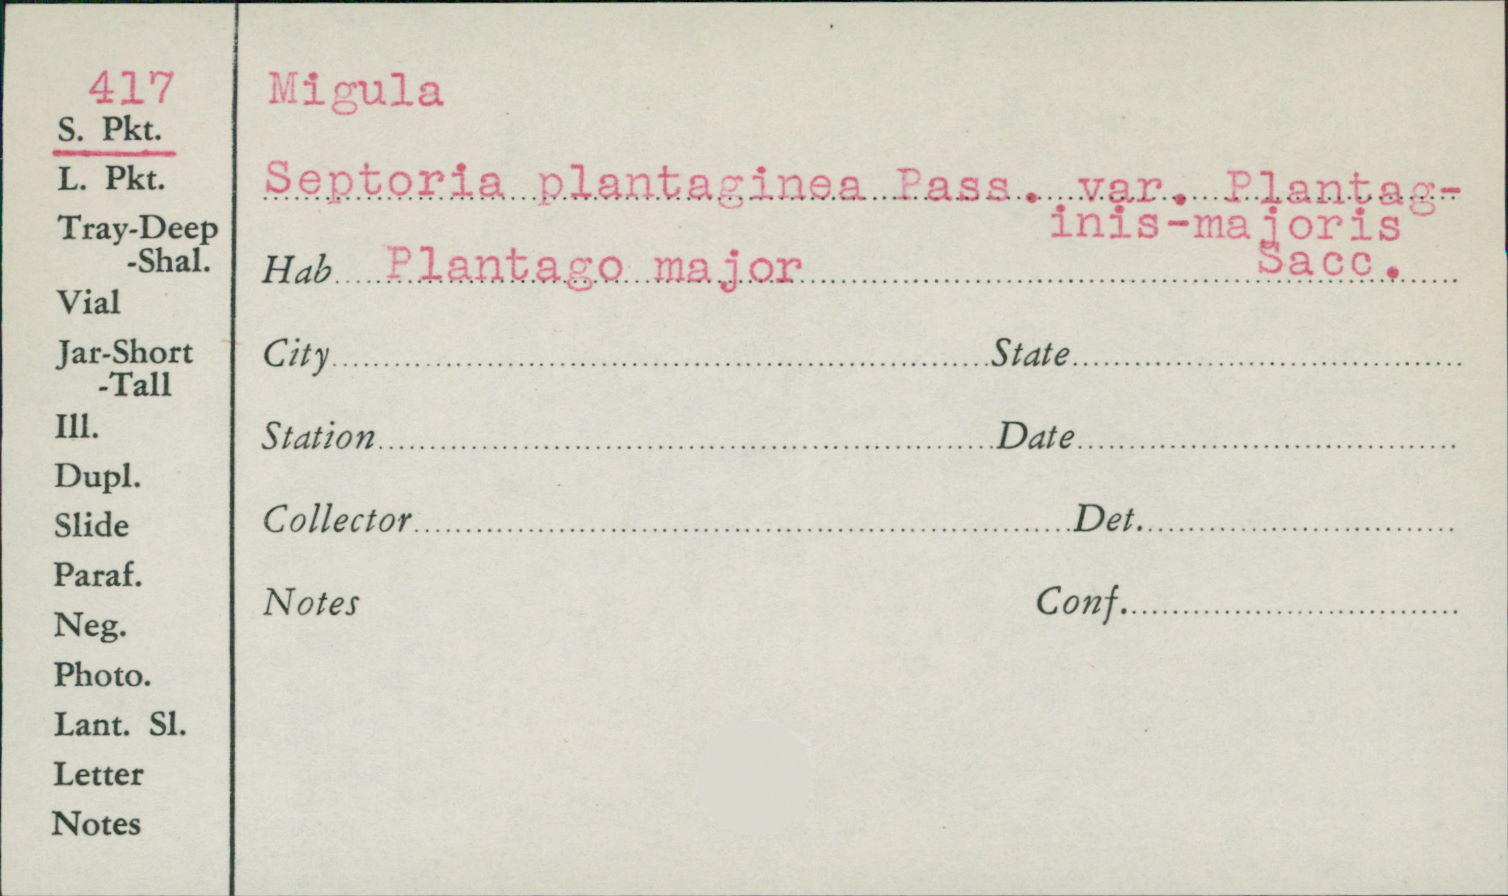 417
S. Pkt.
L. Pkt.
Tray-Deep
-Shal.
Vial
Jar-Short
-Tall
Ill.
Dupl.
Slide
Paraf.
Neg.
Photo.
Lant. Sl.
Letter
Notes
Migula
Septoria plantaginea Pass. var. Plantag-
inis-majoris
Sacc.
Hab Plantago major
City State
Station Date
Collector Det.
Notes Conf.